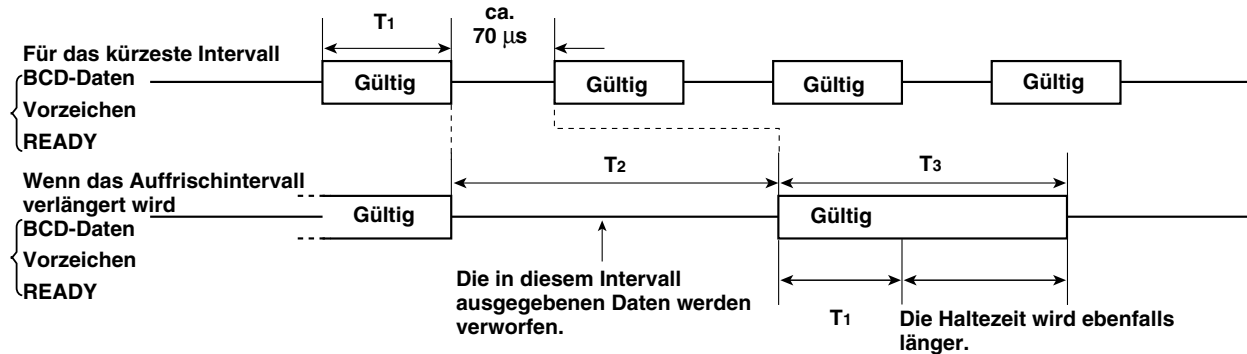 T1
ca.
70 µs
Für das kürzeste Intervall
BCD-Daten
Vorzeichen
READY
Gültig
Gültig
Gültig
Gültig
T2
T3
Wenn das Auffrischintervall
verlängert wird
BCD-Daten
Vorzeichen
READY
Gültig
Gültig
Die in diesem Intervall
ausgegebenen Daten werden
verworfen.
T1
Die Haltezeit wird ebenfalls
länger.